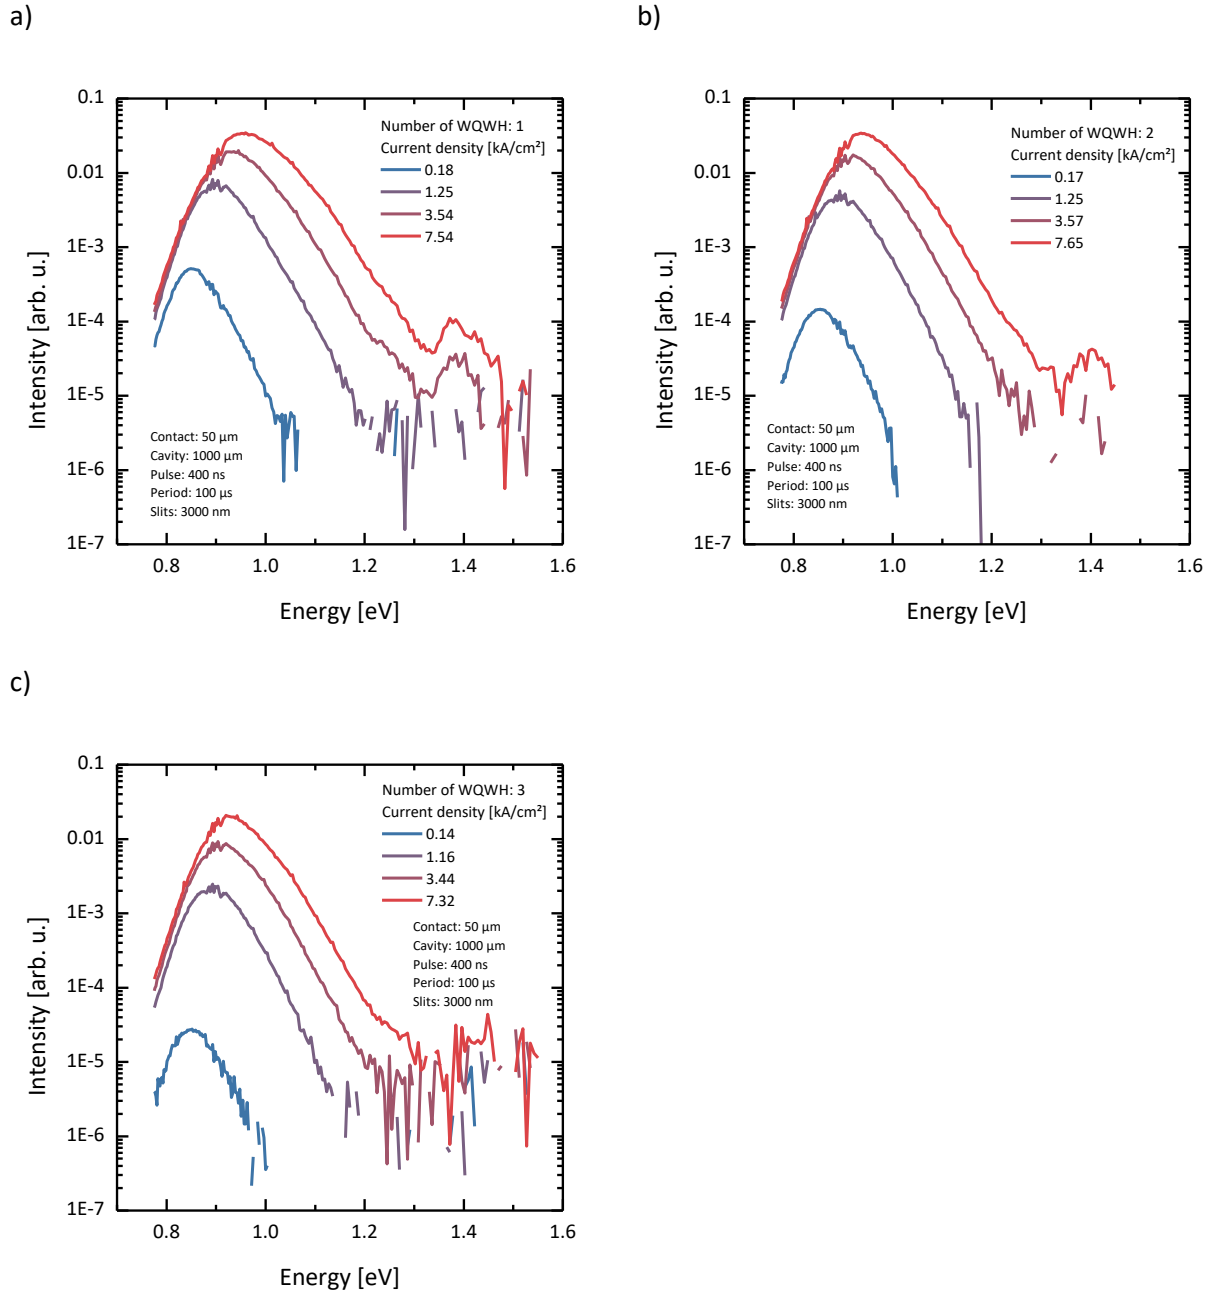 a)
0.1
0.01
1E-3
1E-4
1E-5
1E-6
1E-7
Intensity [arb. u.]
Number of WQWH: 1
Current density [kA/cm²]
0.18
1.25
3.54
7.54
Contact: 50 µm
Cavity: 1000 µm
Pulse: 400 ns
Period: 100 µs
Slits: 3000 nm
0.8 1.0 1.2 1.4 1.6
Energy [eV]
b)
0.1
0.01
1E-3
1E-4
1E-5
1E-6
1E-7
Intensity [arb. u.]
Number of WQWH: 2
Current density [kA/cm²]
0.17
1.25
3.57
7.65
Contact: 50 µm
Cavity: 1000 µm
Pulse: 400 ns
Period: 100 µs
Slits: 3000 nm
0.8 1.0 1.2 1.4 1.6
Energy [eV]
c)
0.1
0.01
1E-3
1E-4
1E-5
1E-6
1E-7
Intensity [arb. u.]
Number of WQWH: 3
Current density [kA/cm²]
0.14
1.16
3.44
7.32
Contact: 50 µm
Cavity: 1000 µm
Pulse: 400 ns
Period: 100 µs
Slits: 3000 nm
0.8 1.0 1.2 1.4 1.6
Energy [eV]